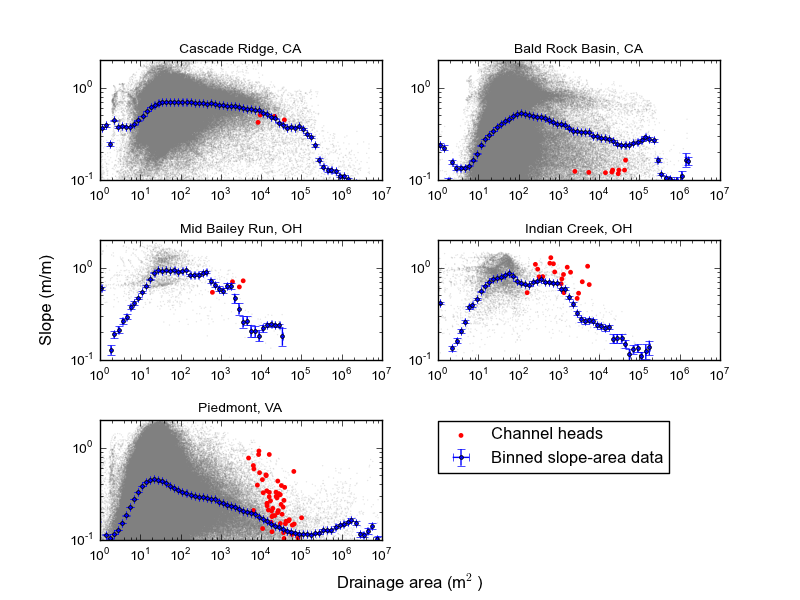 Cascade Ridge, CA
Bald Rock Basin, CA
10^0
10^-1
10^0 10^1 10^2 10^3 10^4 10^5 10^6 10^7
10^0
10^-1
10^0 10^1 10^2 10^3 10^4 10^5 10^6 10^7
Mid Bailey Run, OH
Indian Creek, OH
10^0
10^-1
10^0 10^1 10^2 10^3 10^4 10^5 10^6 10^7
10^0
10^-1
10^0 10^1 10^2 10^3 10^4 10^5 10^6 10^7
Slope (m/m)
Piedmont, VA
10^0
10^-1
10^0 10^1 10^2 10^3 10^4 10^5 10^6 10^7
Channel heads
Binned slope-area data
Drainage area (m² )